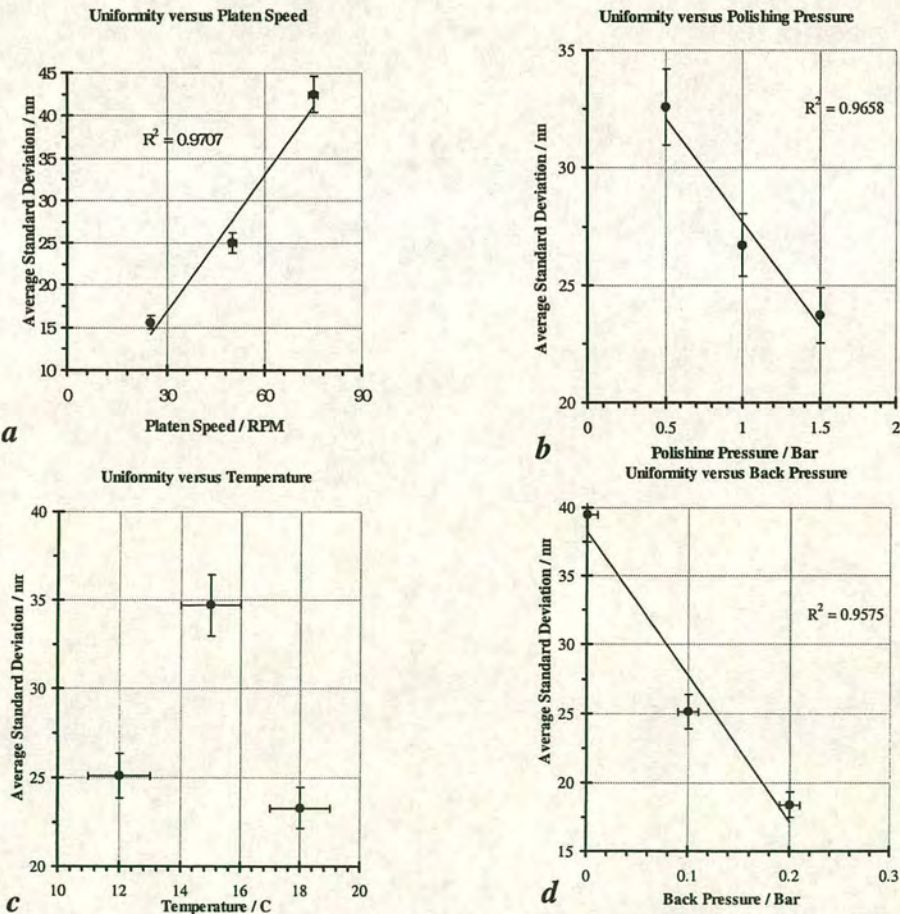 Uniformity versus Platen Speed
Average Standard Deviation / nm
45
40
35
30
25
20
15
10
R² = 0.9707
0 30 60 90
Platen Speed / RPM
a
Uniformity versus Polishing Pressure
Average Standard Deviation / nm
35
30
25
20
R² = 0.9658
0 0.5 1 1.5 2
Polishing Pressure / Bar
b
Uniformity versus Temperature
Average Standard Deviation / nm
40
35
30
25
20
10 12 14 16 18 20
Temperature / C
c
Uniformity versus Back Pressure
Average Standard Deviation / nm
40
35
30
25
20
15
R² = 0.9575
0 0.1 0.2 0.3
Back Pressure / Bar
d